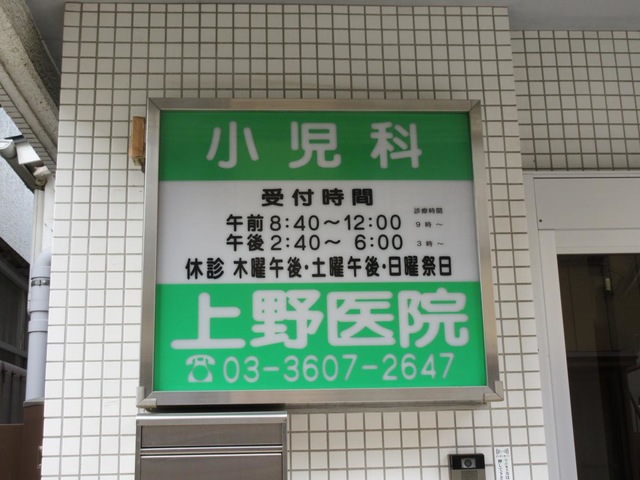 小児科
受付時間
診療時間
午前 8:40～12:00 9時～
午後 2:40～ 6:00 3時～
休診 木曜午後・土曜午後・日曜祭日
上野医院
☎03-3607-2647